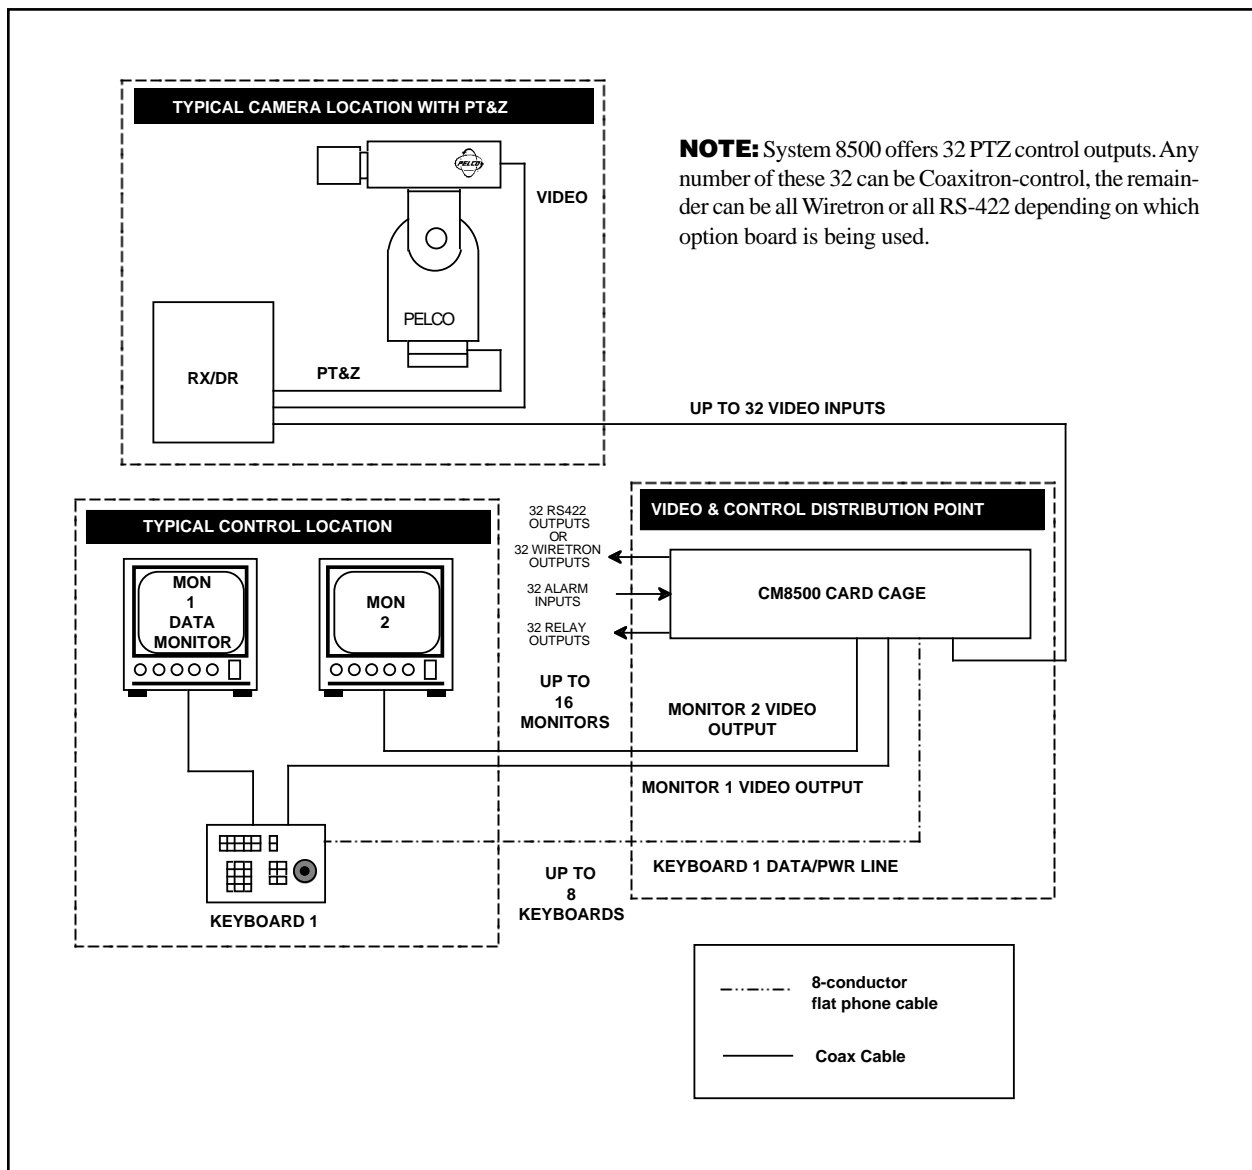 TYPICAL CAMERA LOCATION WITH PT&Z
PELCO
VIDEO
PELCO
RX/DR
PT&Z
NOTE: System 8500 offers 32 PTZ control outputs. Any
number of these 32 can be Coaxitron-control, the remain-
der can be all Wiretron or all RS-422 depending on which
option board is being used.
UP TO 32 VIDEO INPUTS
TYPICAL CONTROL LOCATION
MON
1
DATA
MONITOR
MON
2
32 RS422
OUTPUTS
OR
32 WIRETRON
OUTPUTS
32 ALARM
INPUTS
32 RELAY
OUTPUTS
UP TO
16
MONITORS
VIDEO & CONTROL DISTRIBUTION POINT
CM8500 CARD CAGE
MONITOR 2 VIDEO
OUTPUT
MONITOR 1 VIDEO OUTPUT
KEYBOARD 1 DATA/PWR LINE
UP TO
8
KEYBOARDS
KEYBOARD 1
8-conductor
flat phone cable
Coax Cable